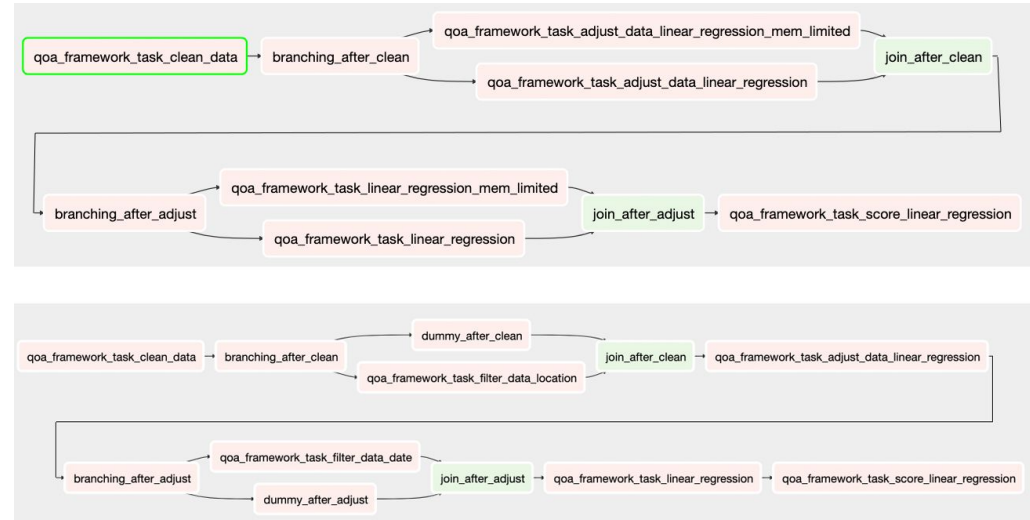 qoa_framework_task_adjust_data_linear_regression_mem_limited
qoa_framework_task_clean_data
branching_after_clean
join_after_clean
qoa_framework_task_adjust_data_linear_regression
qoa_framework_task_linear_regression_mem_limited
branching_after_adjust
join_after_adjust
qoa_framework_task_score_linear_regression
qoa_framework_task_linear_regression
dummy_after_clean
qoa_framework_task_clean_data
branching_after_clean
join_after_clean
qoa_framework_task_adjust_data_linear_regression
qoa_framework_task_filter_data_location
qoa_framework_task_filter_data_date
branching_after_adjust
join_after_adjust
qoa_framework_task_linear_regression
qoa_framework_task_score_linear_regression
dummy_after_adjust